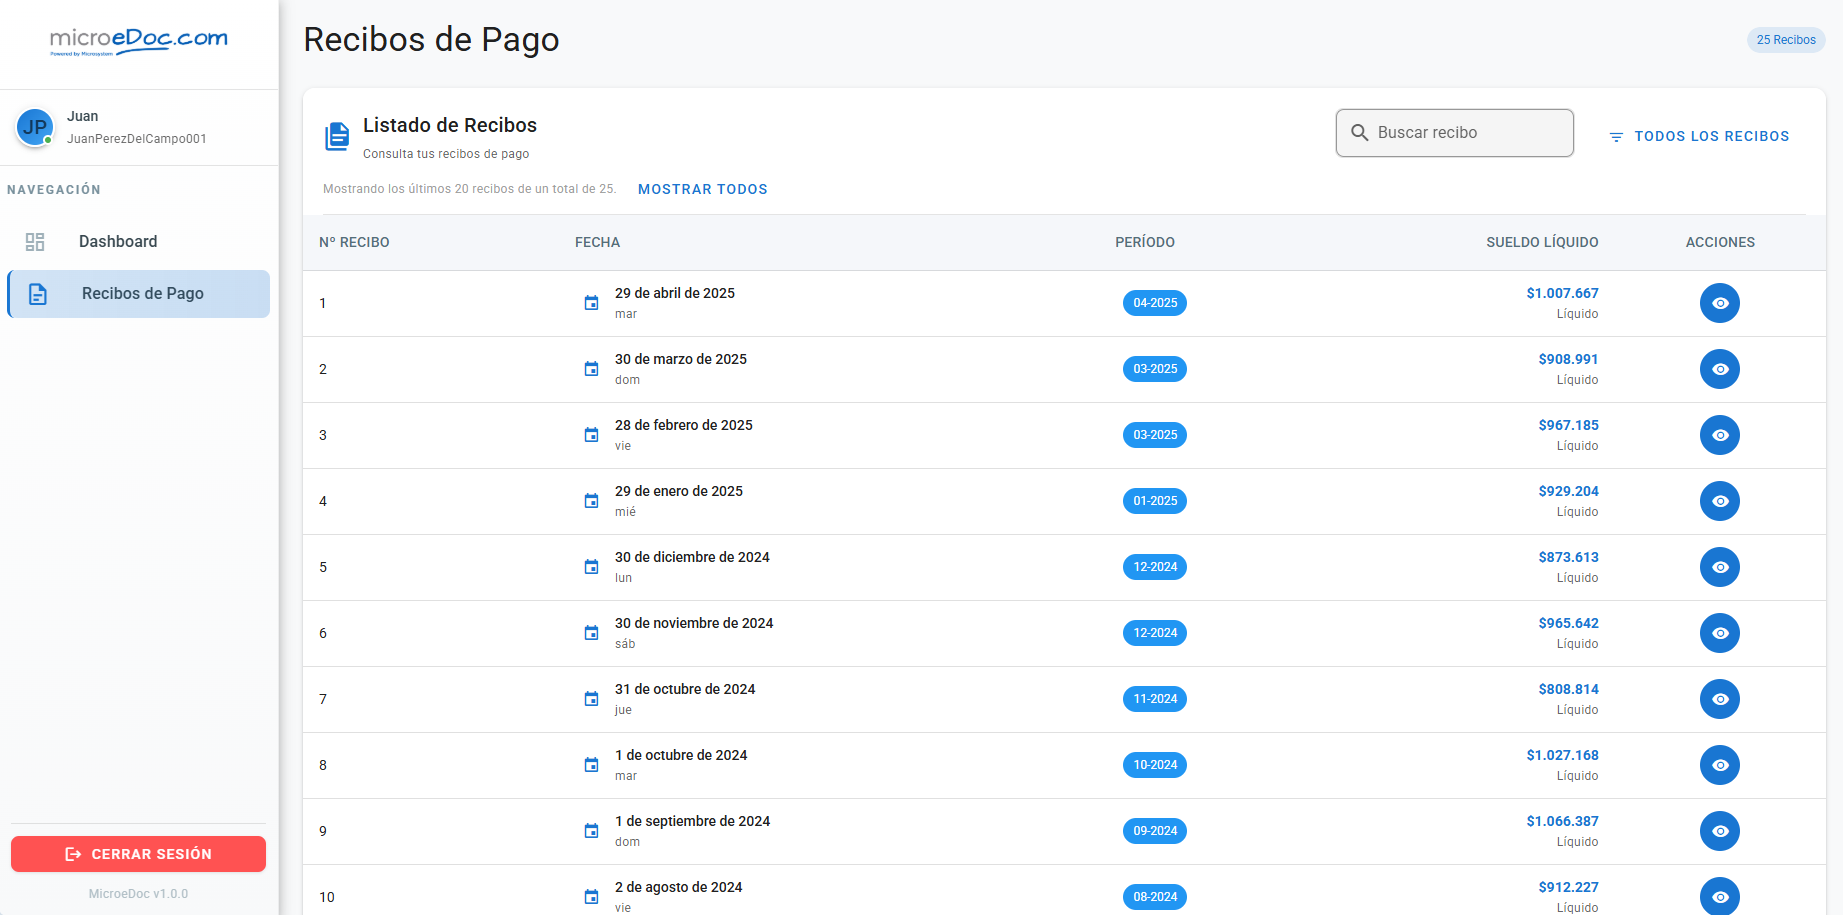 microeDoc.com
Powered by Microsystem
JP
Juan
JuanPerezDelCampo001
NAVEGACIÓN
Dashboard
Recibos de Pago
CERRAR SESIÓN
MicroeDoc v1.0.0
Recibos de Pago
25 Recibos
Listado de Recibos
Consulta tus recibos de pago
Buscar recibo
TODOS LOS RECIBOS
Mostrando los últimos 20 recibos de un total de 25. MOSTRAR TODOS
Nº RECIBO FECHA PERÍODO SUELDO LÍQUIDO ACCIONES
1 29 de abril de 2025 04-2025 $1.007.667
mar Líquido
2 30 de marzo de 2025 03-2025 $908.991
dom Líquido
3 28 de febrero de 2025 03-2025 $967.185
vie Líquido
4 29 de enero de 2025 01-2025 $929.204
mié Líquido
5 30 de diciembre de 2024 12-2024 $873.613
lun Líquido
6 30 de noviembre de 2024 12-2024 $965.642
sáb Líquido
7 31 de octubre de 2024 11-2024 $808.814
jue Líquido
8 1 de octubre de 2024 10-2024 $1.027.168
mar Líquido
9 1 de septiembre de 2024 09-2024 $1.066.387
dom Líquido
10 2 de agosto de 2024 08-2024 $912.227
vie Líquido